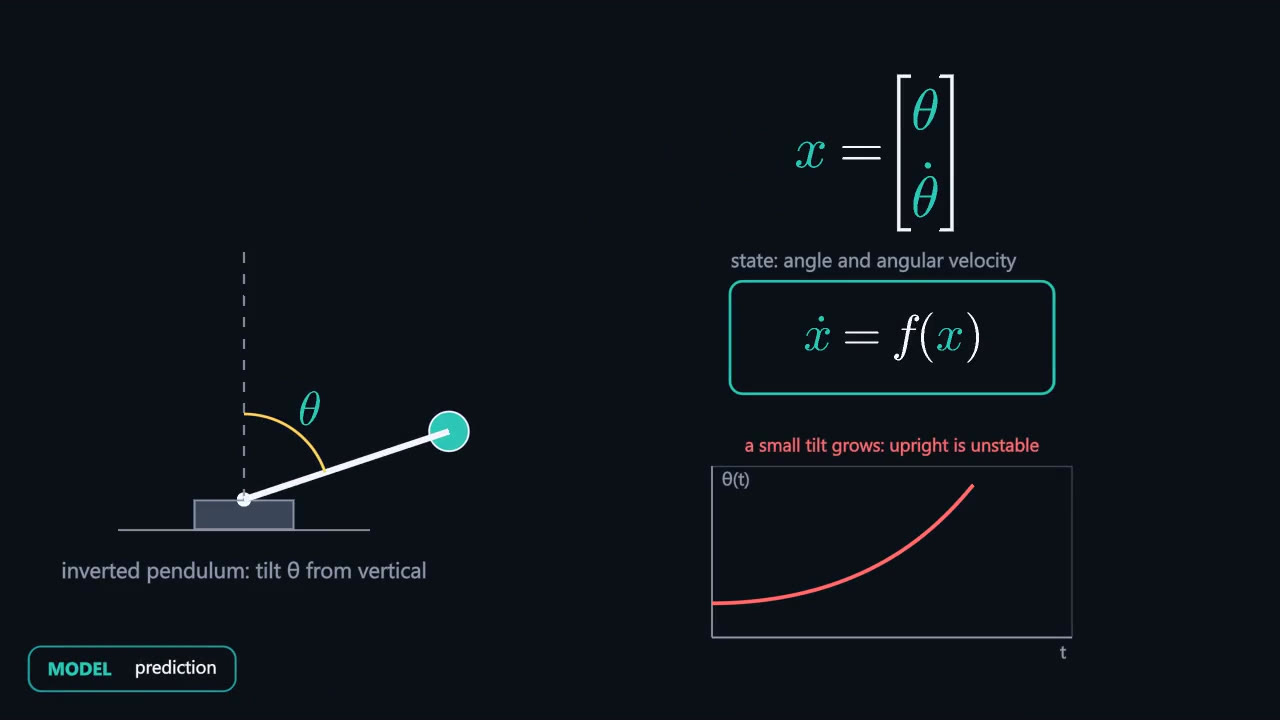 x = [θ
θ̇]
state: angle and angular velocity
ẋ = f(x)
θ
inverted pendulum: tilt θ from vertical
a small tilt grows: upright is unstable
θ(t)
t
MODEL prediction